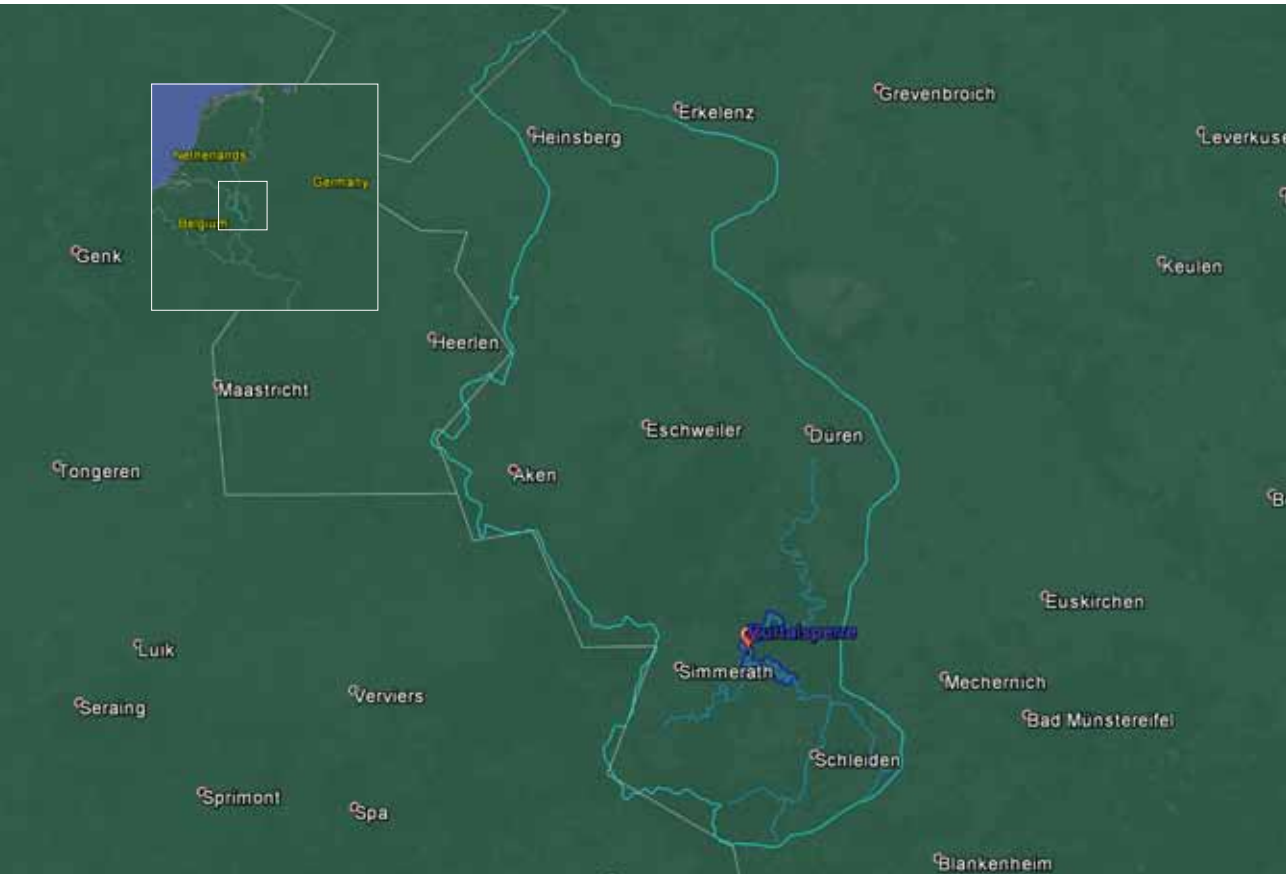 Grevenbroich
Erkelenz
Heinsberg
Leverkuse
Netherlands
Germany
Belgium
Genk
Keulen
Heerlen
Maastricht
Eschweiler
Düren
Tongeren
Aken
B
Euskirchen
Rurtalsperre
Luik
Simmerath
Mechernich
Verviers
Seraing
Bad Münstereifel
Schleiden
Sprimont
Spa
Blankenheim